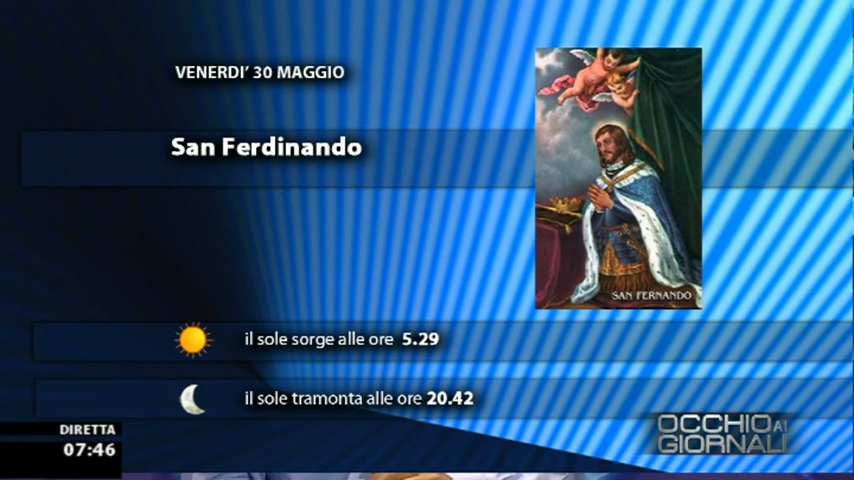 VENERDI’ 30 MAGGIO
San Ferdinando
SAN FERNANDO
il sole sorge alle ore 5.29
il sole tramonta alle ore 20.42
DIRETTA
07:46
OCCHIO AI
GIORNALI